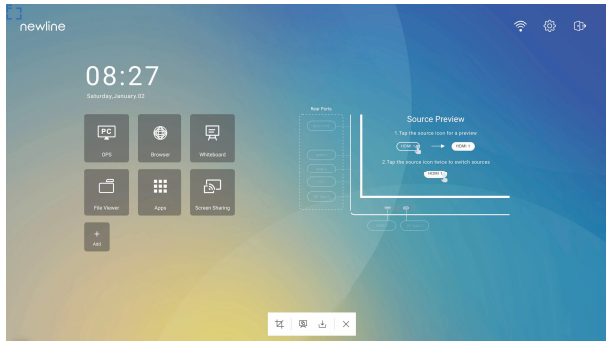 newline
08:27
Saturday,January.02
PC
OPS
Browser
Whiteboard
File Viewer
Apps
Screen Sharing
+
Add
Rear Ports
Source Preview
1.Tap the source icon for a preview
HDMI 1
HDMI 1
2.Tap the source icon twice to switch sources
HDMI 1